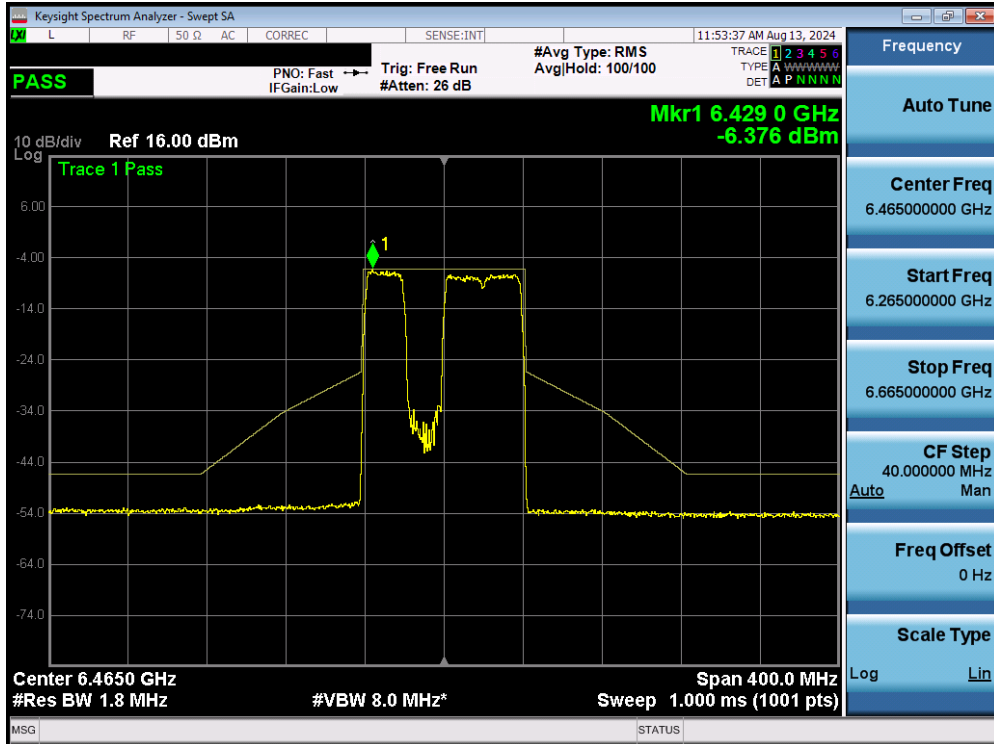 Keysight Spectrum Analyzer - Swept SA
LXI L RF 50 Ω AC CORREC SENSE:INT 11:53:37 AM Aug 13, 2024
PASS
PNO: Fast
IFGain:Low
Trig: Free Run
#Atten: 26 dB
#Avg Type: RMS
Avg|Hold: 100/100
TRACE 1 2 3 4 5 6
TYPE A WWWWW
DET A P N N N N
Mkr1 6.429 0 GHz
-6.376 dBm
10 dB/div Ref 16.00 dBm
Log
Trace 1 Pass
1
6.00
-4.00
-14.0
-24.0
-34.0
-44.0
-54.0
-64.0
-74.0
Center 6.4650 GHz Span 400.0 MHz
#Res BW 1.8 MHz #VBW 8.0 MHz* Sweep 1.000 ms (1001 pts)
MSG STATUS
Frequency
Auto Tune
Center Freq
6.465000000 GHz
Start Freq
6.265000000 GHz
Stop Freq
6.665000000 GHz
CF Step
40.000000 MHz
Auto Man
Freq Offset
0 Hz
Scale Type
Log Lin